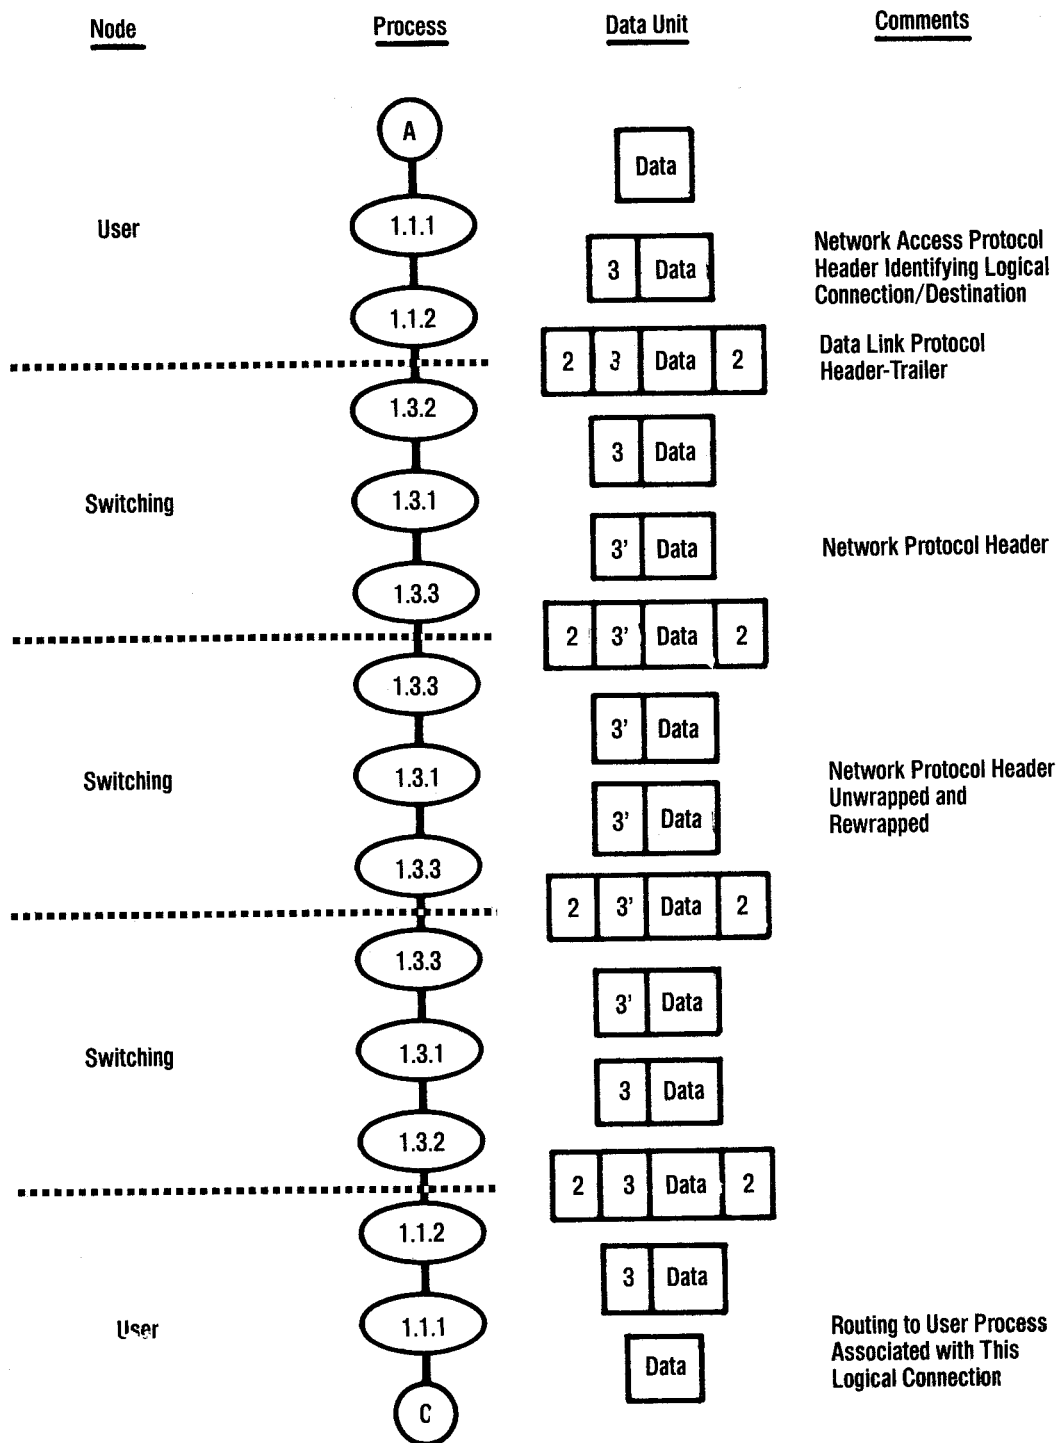 Node Process Data Unit Comments
A
Data
User
1.1.1
3 Data
Network Access Protocol
Header Identifying Logical
Connection/Destination
1.1.2
2 3 Data 2
Data Link Protocol
Header-Trailer
1.3.2
3 Data
Switching
1.3.1
3' Data
Network Protocol Header
1.3.3
2 3' Data 2
1.3.3
3' Data
Switching
1.3.1
Network Protocol Header
Unwrapped and
Rewrapped
3' Data
1.3.3
2 3' Data 2
1.3.3
3' Data
Switching
1.3.1
3 Data
1.3.2
2 3 Data 2
1.1.2
3 Data
User
1.1.1
Routing to User Process
Associated with This
Logical Connection
Data
C